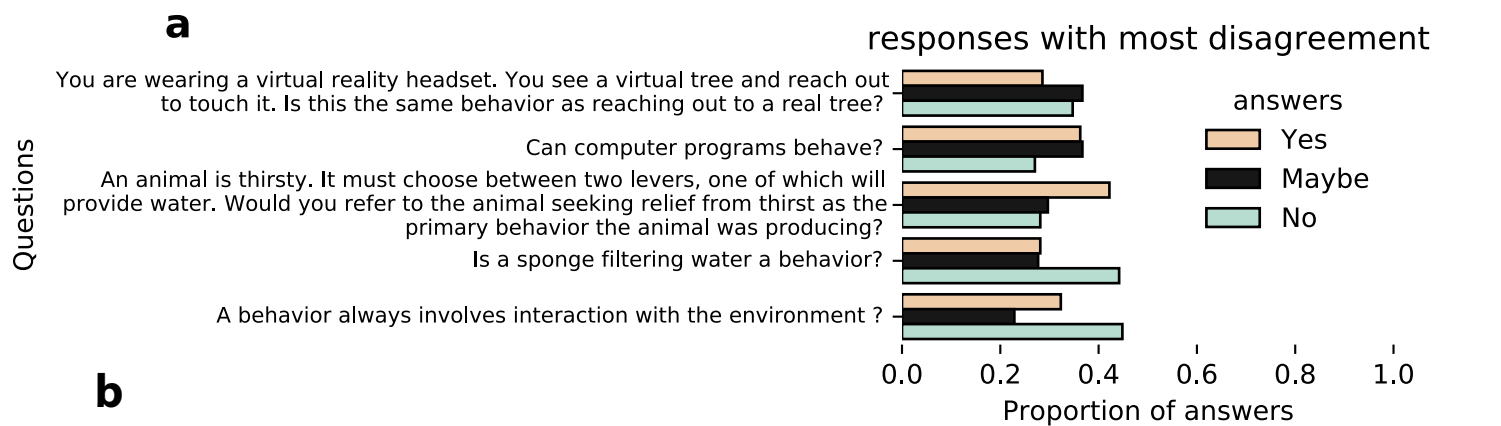 a
responses with most disagreement
You are wearing a virtual reality headset. You see a virtual tree and reach out
to touch it. Is this the same behavior as reaching out to a real tree?
Can computer programs behave?
An animal is thirsty. It must choose between two levers, one of which will
provide water. Would you refer to the animal seeking relief from thirst as the
primary behavior the animal was producing?
Is a sponge filtering water a behavior?
A behavior always involves interaction with the environment ?
Questions
answers
Yes
Maybe
No
0.0 0.2 0.4 0.6 0.8 1.0
Proportion of answers
b